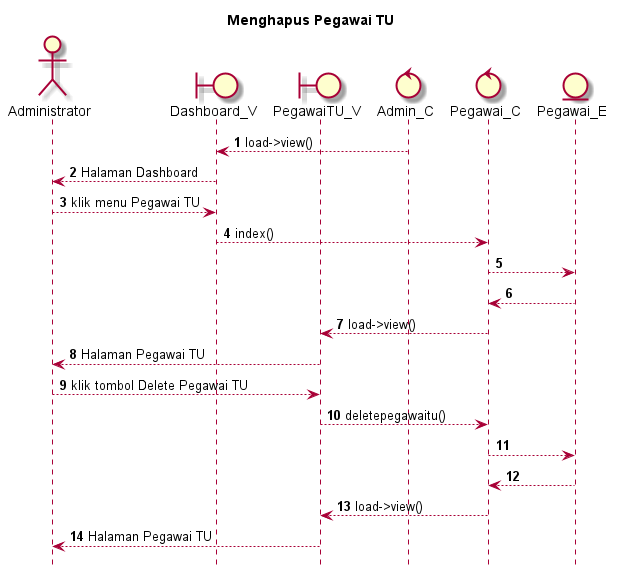 Menghapus Pegawai TU
Administrator Dashboard_V PegawaiTU_V Admin_C Pegawai_C Pegawai_E
1 load->view()
2 Halaman Dashboard
3 klik menu Pegawai TU
4 index()
5
6
7 load->view()
8 Halaman Pegawai TU
9 klik tombol Delete Pegawai TU
10 deletepegawaitu()
11
12
13 load->view()
14 Halaman Pegawai TU